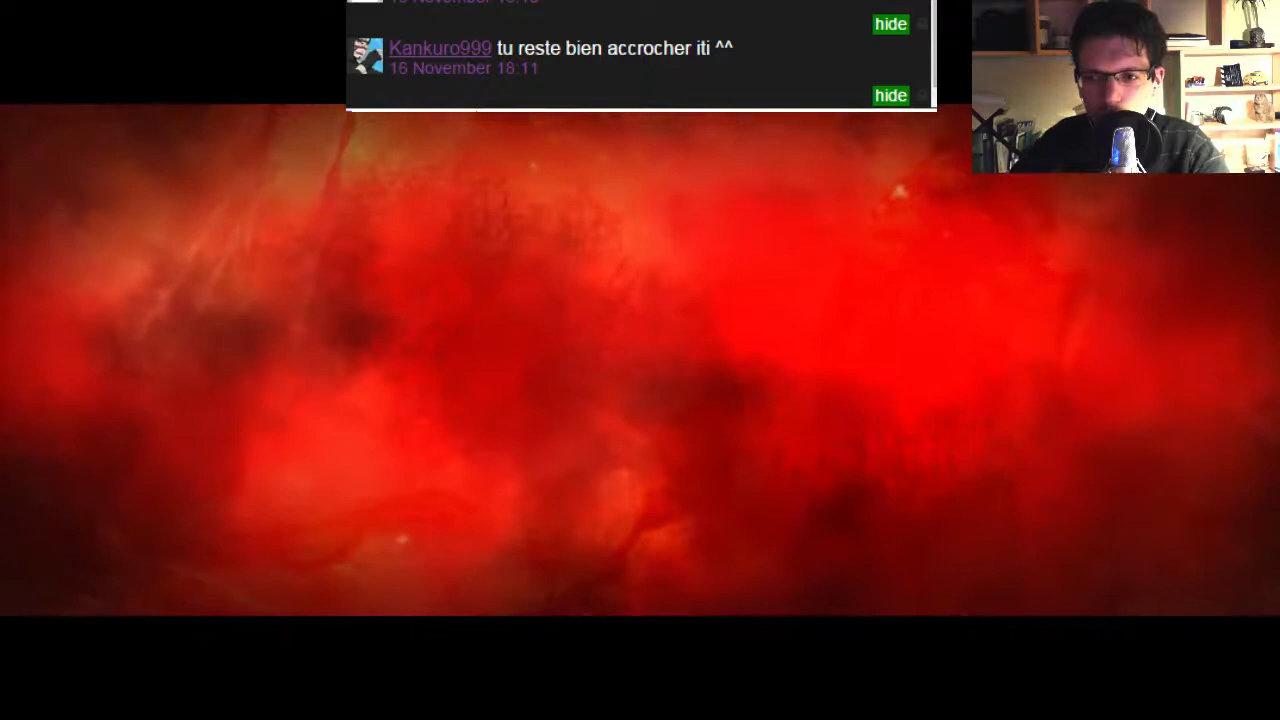 hide
Kankuro999 tu reste bien accrocher iti ^^
16 November 18:11
hide